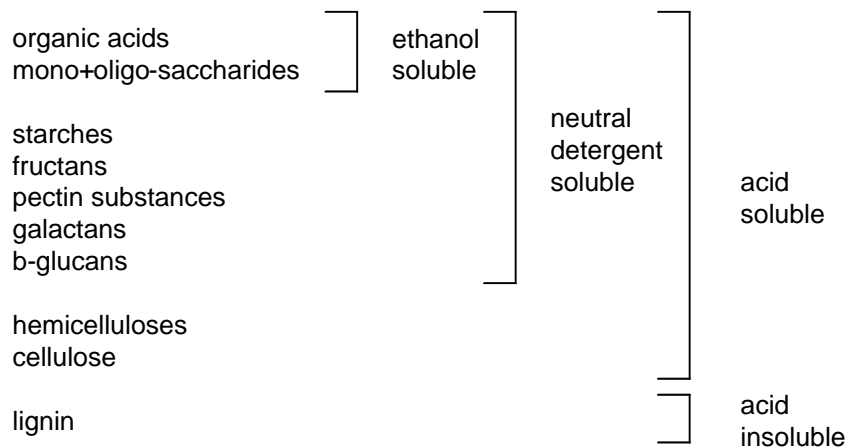 organic acids
mono+oligo-saccharides
ethanol
soluble
starches
fructans
pectin substances
galactans
b-glucans
neutral
detergent
soluble
acid
soluble
hemicelluloses
cellulose
lignin
acid
insoluble